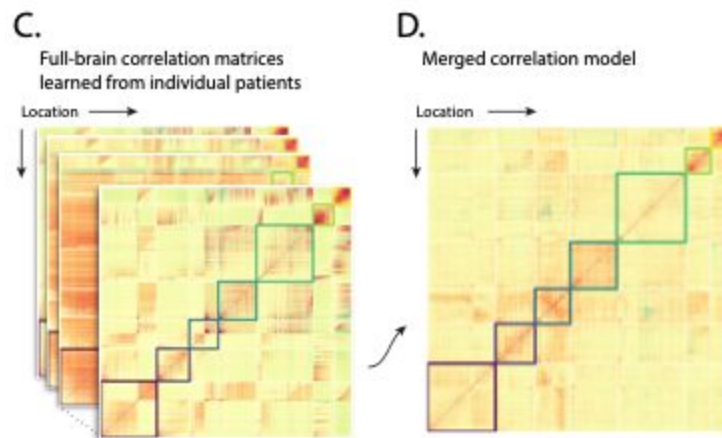 C.
Full-brain correlation matrices
learned from individual patients
Location
D.
Merged correlation model
Location